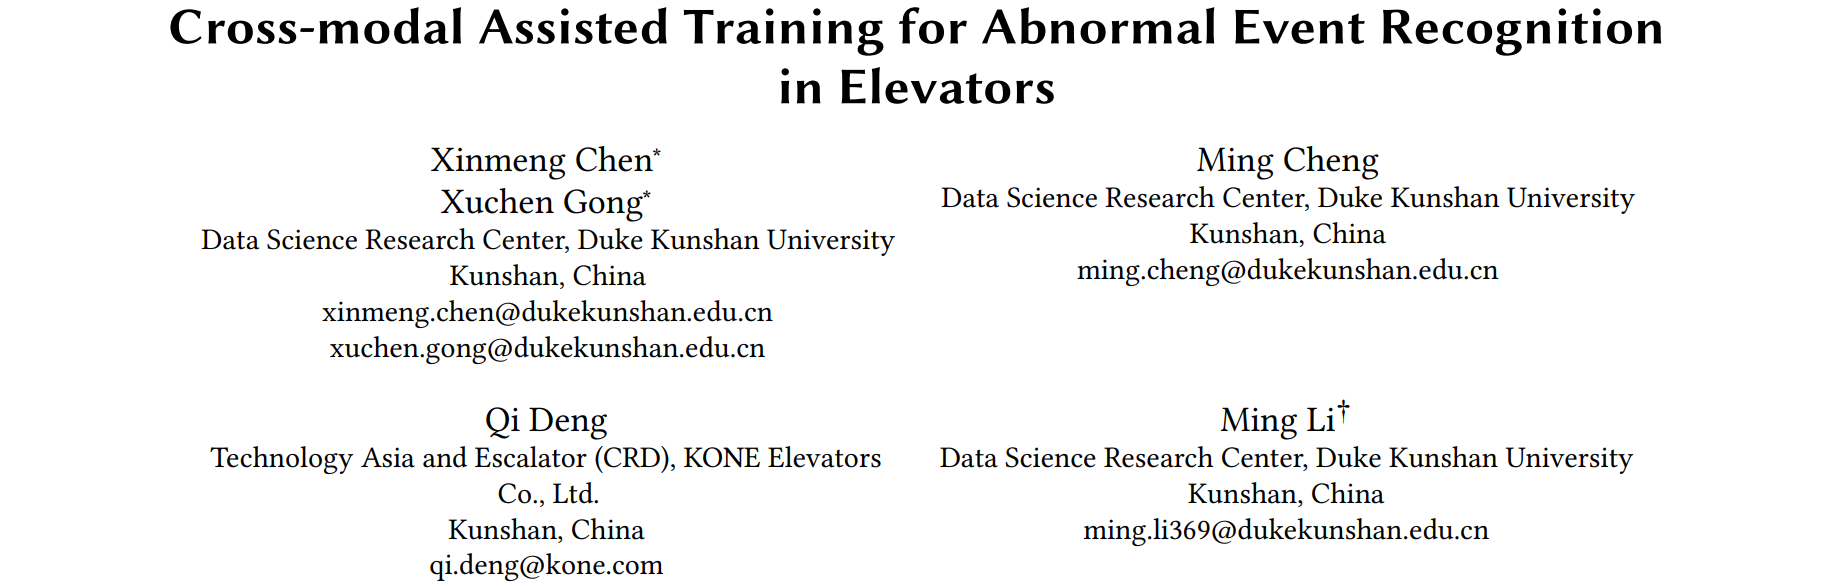 Cross-modal Assisted Training for Abnormal Event Recognition
in Elevators
Xinmeng Chen*
Xuchen Gong*
Data Science Research Center, Duke Kunshan University
Kunshan, China
xinmeng.chen@dukekunshan.edu.cn
xuchen.gong@dukekunshan.edu.cn
Ming Cheng
Data Science Research Center, Duke Kunshan University
Kunshan, China
ming.cheng@dukekunshan.edu.cn
Qi Deng
Technology Asia and Escalator (CRD), KONE Elevators
Co., Ltd.
Kunshan, China
qi.deng@kone.com
Ming Li†
Data Science Research Center, Duke Kunshan University
Kunshan, China
ming.li369@dukekunshan.edu.cn